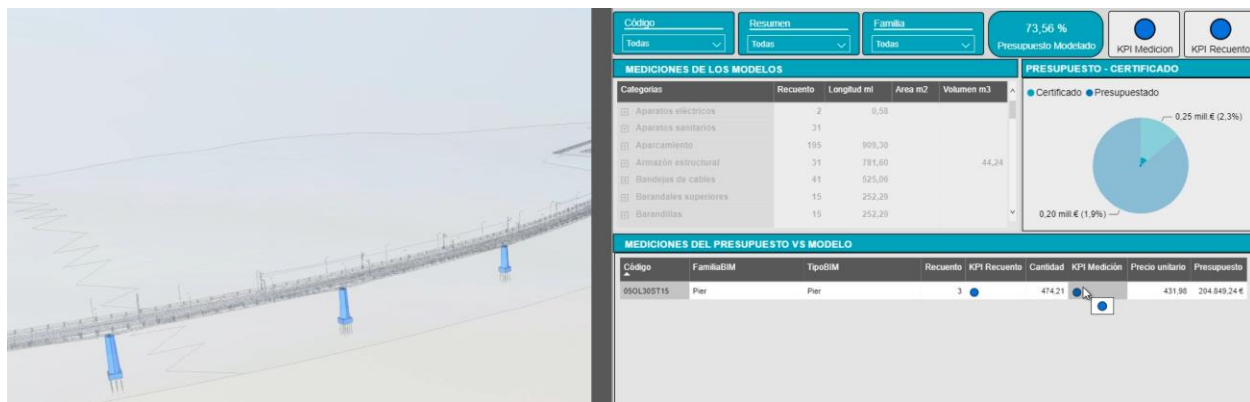 Código
Todas
Resumen
Todas
Familia
Todas
73,56 %
Presupuesto Modelado
KPI Medicion
KPI Recuento
MEDICIONES DE LOS MODELOS
Categorias Recuento Longitud ml Area m2 Volumen m3
Aparatos eléctricos 2 0,58
Aparatos sanitarios 31
Aparcamiento 195 909,30
Armazón estructural 31 781,60 44,24
Bandejas de cables 41 525,06
Barandales superiores 15 252,29
Barandillas 15 252,29
PRESUPUESTO - CERTIFICADO
Certificado Presupuestado
0,25 mill.€ (2,3%)
0,20 mill.€ (1,9%)
MEDICIONES DEL PRESUPUESTO VS MODELO
Código FamiliaBIM TipoBIM Recuento KPI Recuento Cantidad KPI Medición Precio unitario Presupuesto
05OL30ST15 Pier Pier 3 474,21 431,98 204.849,24 €